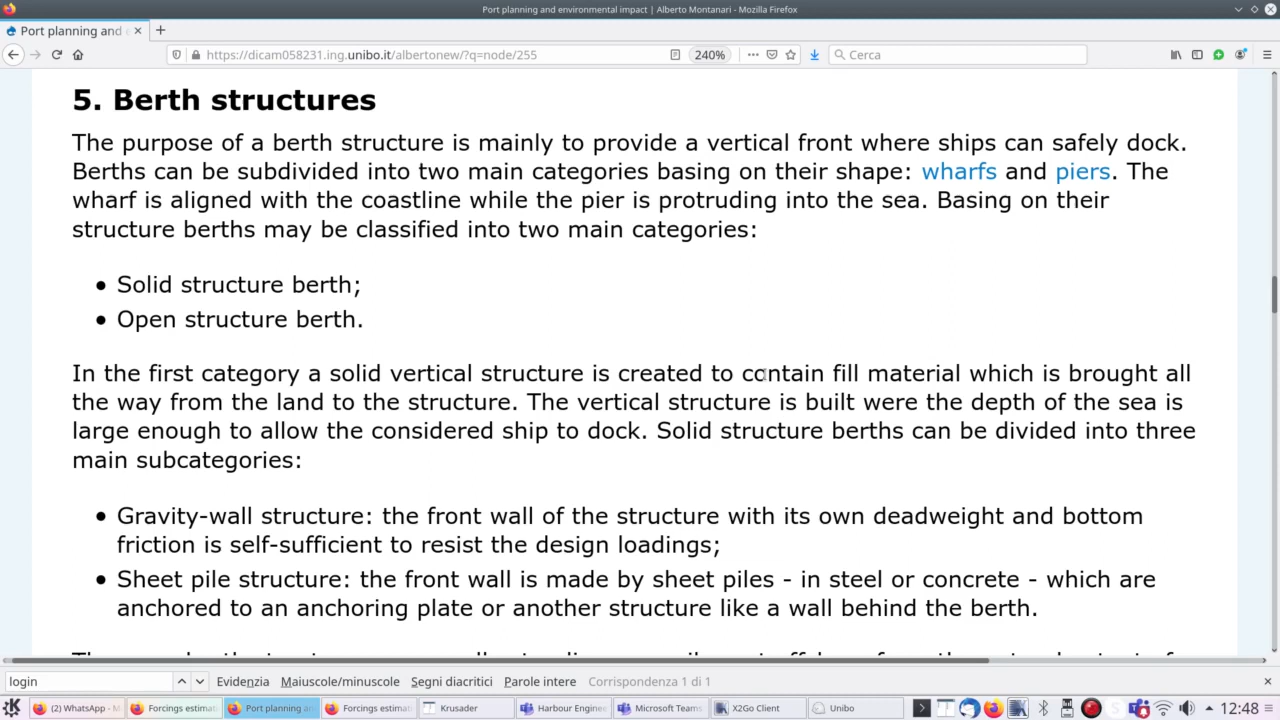 Port planning and environmental impact | Alberto Montanari - Mozilla Firefox
Port planning and e
https://dicam058231.ing.unibo.it/albertonew/?q=node/255
240%
Cerca
5. Berth structures
The purpose of a berth structure is mainly to provide a vertical front where ships can safely dock.
Berths can be subdivided into two main categories basing on their shape: wharfs and piers. The
wharf is aligned with the coastline while the pier is protruding into the sea. Basing on their
structure berths may be classified into two main categories:
• Solid structure berth;
• Open structure berth.
In the first category a solid vertical structure is created to contain fill material which is brought all
the way from the land to the structure. The vertical structure is built were the depth of the sea is
large enough to allow the considered ship to dock. Solid structure berths can be divided into three
main subcategories:
• Gravity-wall structure: the front wall of the structure with its own deadweight and bottom
friction is self-sufficient to resist the design loadings;
• Sheet pile structure: the front wall is made by sheet piles - in steel or concrete - which are
anchored to an anchoring plate or another structure like a wall behind the berth.
login
Evidenzia
Maiuscole/minuscole
Segni diacritici
Parole intere
Corrispondenza 1 di 1
(2) WhatsApp - M
Forcings estimat
Port planning an
Forcings estimat
Krusader
Harbour Enginee
Microsoft Teams
X2Go Client
Unibo
12:48